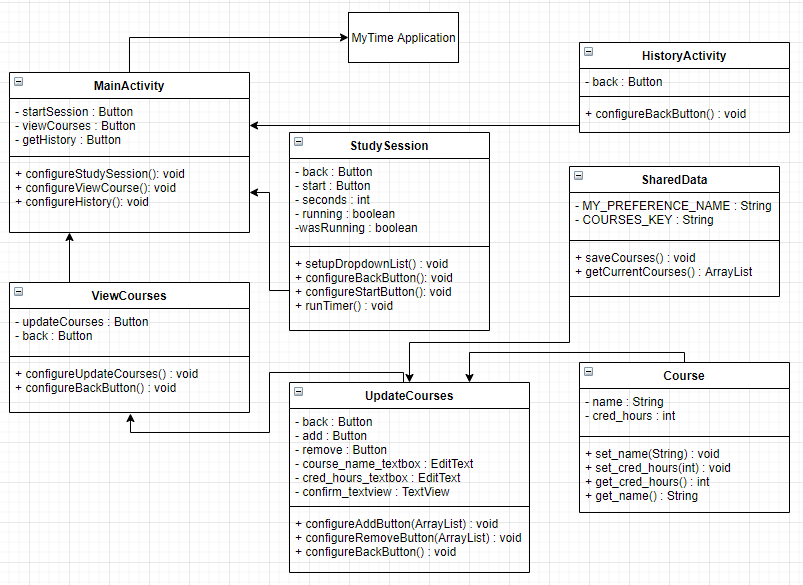 MyTime Application
MainActivity
- startSession : Button
- viewCourses : Button
- getHistory : Button
+ configureStudySession(): void
+ configureViewCourse(): void
+ configureHistory(): void
HistoryActivity
- back : Button
+ configureBackButton() : void
StudySession
- back : Button
- start : Button
- seconds : int
- running : boolean
-wasRunning : boolean
+ setupDropdownList() : void
+ configureBackButton(): void
+ configureStartButton(): void
+ runTimer() : void
SharedData
- MY_PREFERENCE_NAME : String
- COURSES_KEY : String
+ saveCourses() : void
+ getCurrentCourses() : ArrayList
ViewCourses
- updateCourses : Button
- back : Button
+ configureUpdateCourses() : void
+ configureBackButton() : void
UpdateCourses
- back : Button
- add : Button
- remove : Button
- course_name_textbox : EditText
- cred_hours_textbox : EditText
- confirm_textview : TextView
+ configureAddButton(ArrayList) : void
+ configureRemoveButton(ArrayList) : void
+ configureBackButton() : void
Course
- name : String
- cred_hours : int
+ set_name(String) : void
+ set_cred_hours(int) : void
+ get_cred_hours() : int
+ get_name() : String